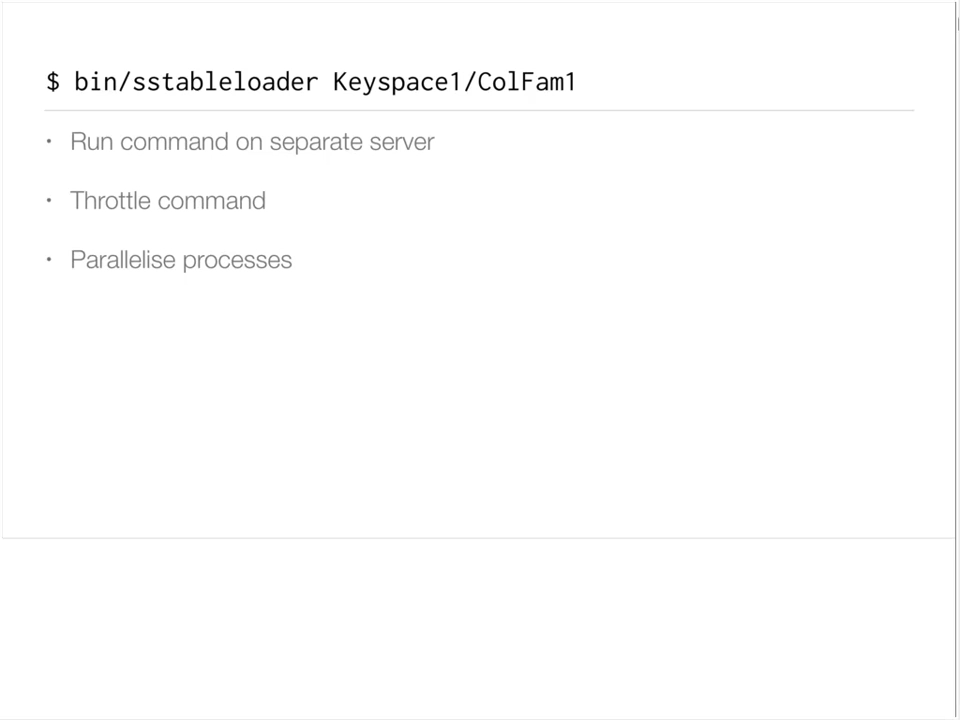 $ bin/sstableloader Keyspace1/ColFam1
• Run command on separate server
• Throttle command
• Parallelise processes